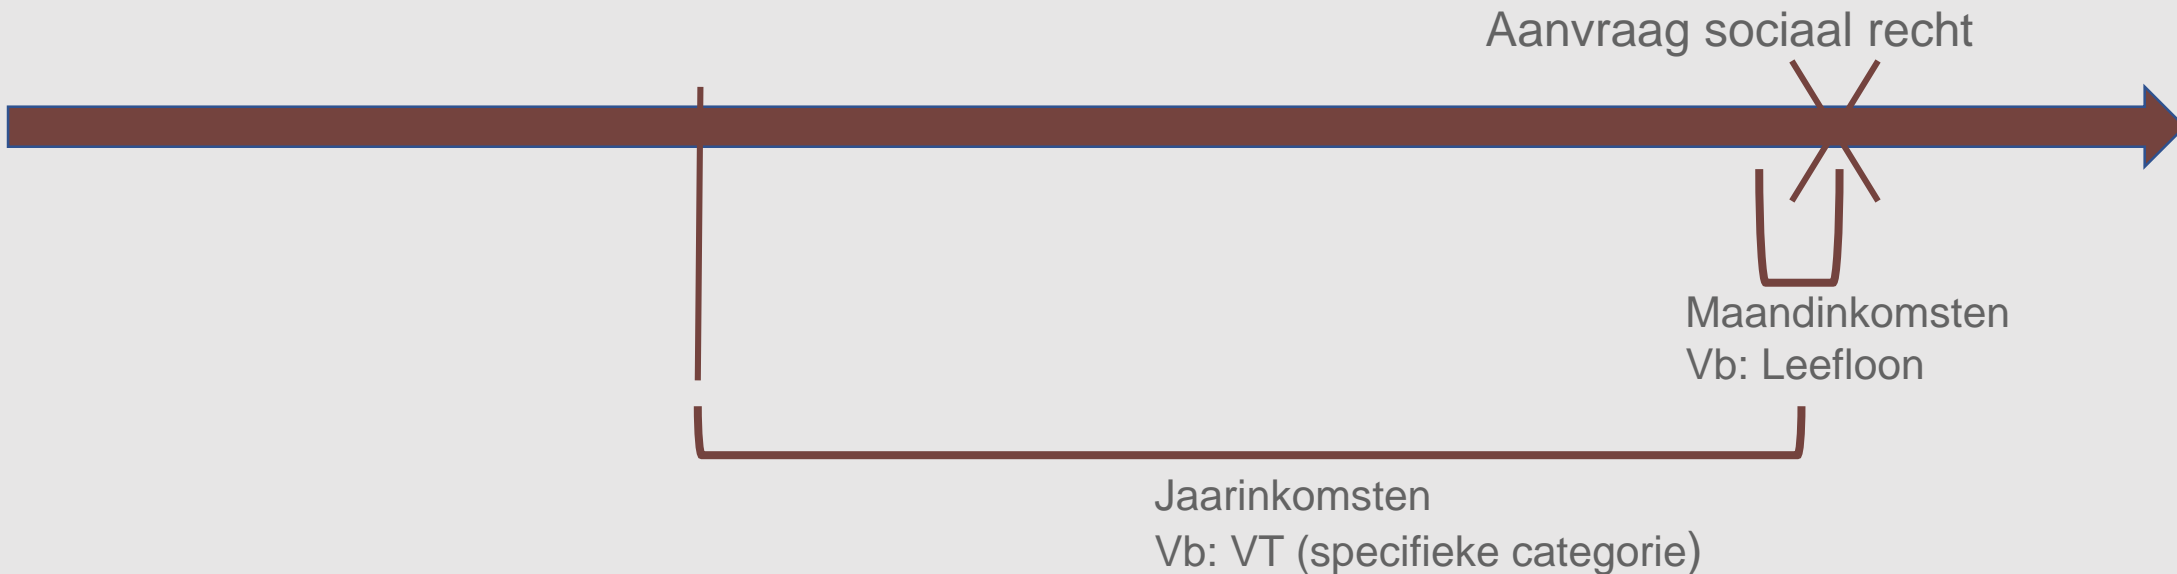 Aanvraag sociaal recht
Maandinkomsten
Vb: Leefloon
Jaarinkomsten
Vb: VT (specifieke categorie)